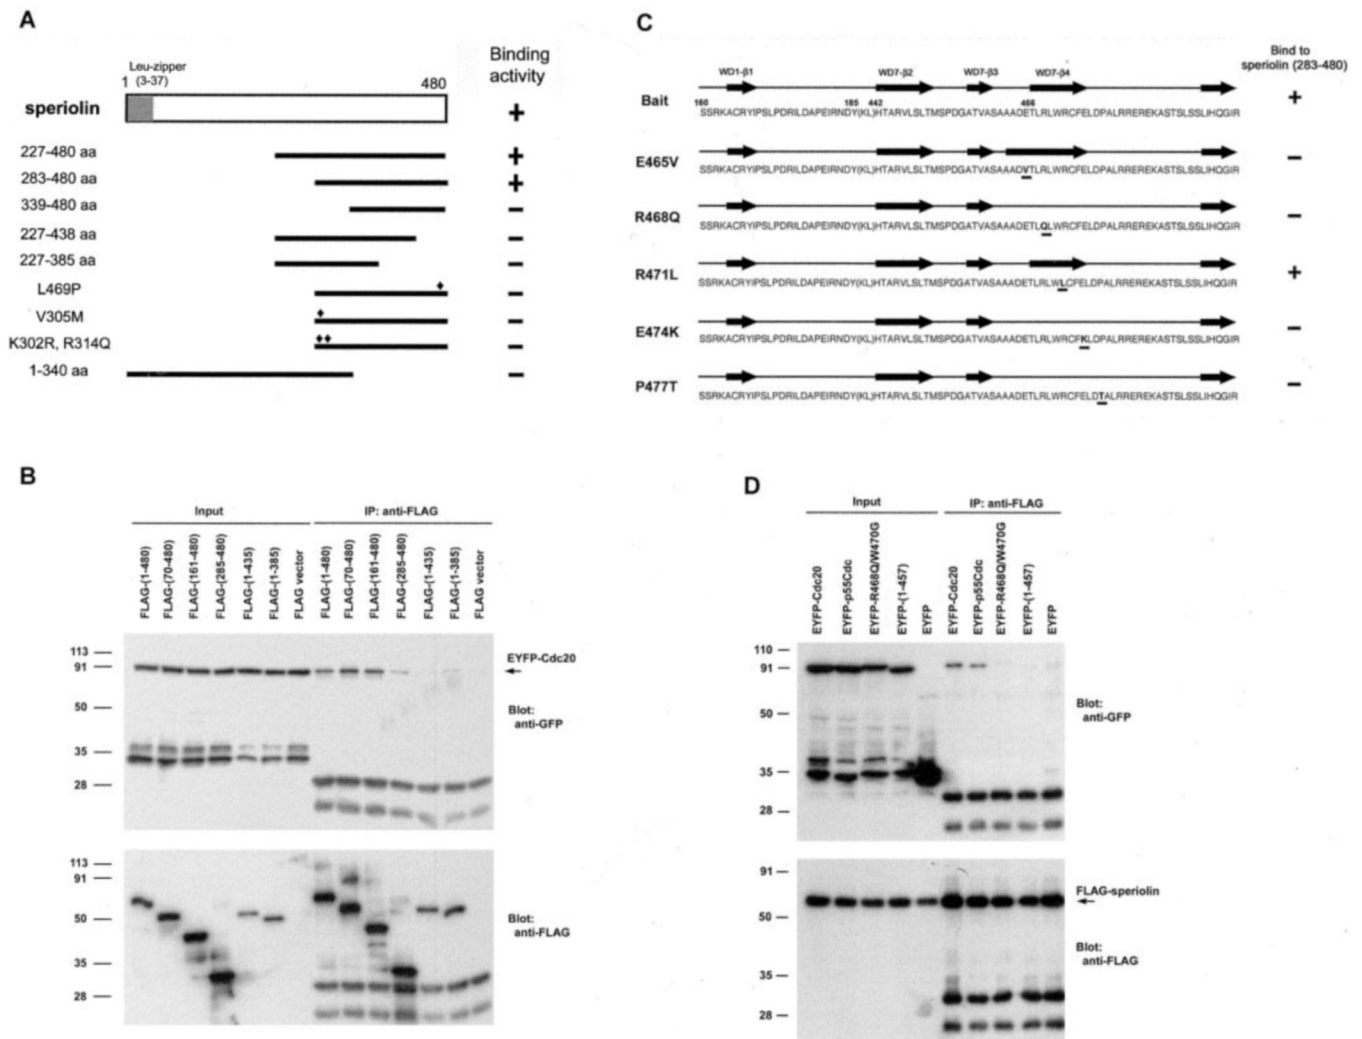 A
Leu-zipper
(3-37)
1
480
Binding
activity
speriolin
+
227-480 aa
+
283-480 aa
+
339-480 aa
−
227-438 aa
−
227-385 aa
−
L469P
−
V305M
−
K302R, R314Q
−
1-340 aa
−
B
Input
IP: anti-FLAG
FLAG-(1-480)
FLAG-(70-480)
FLAG-(161-480)
FLAG-(285-480)
FLAG-(1-435)
FLAG-(1-385)
FLAG vector
FLAG-(1-480)
FLAG-(70-480)
FLAG-(161-480)
FLAG-(285-480)
FLAG-(1-435)
FLAG-(1-385)
FLAG vector
113
91
50
35
28
EYFP-Cdc20
Blot:
anti-GFP
113
91
50
35
28
Blot:
anti-FLAG
C
Bind to
speriolin (283-480)
WD1-β1
WD7-β2
WD7-β3
WD7-β4
Bait
+
160
185
442
466
SSRKACRYIPSLPDRILDAPEIRNDY(KL)HTARVLSLTMSPDGATVASAAADETLRLWRCFELDPALRREREKASTSLSSLIHQGIR
E465V
−
SSRKACRYIPSLPDRILDAPEIRNDY(KL)HTARVLSLTMSPDGATVASAAADVTLRLWRCFELDPALRREREKASTSLSSLIHQGIR
R468Q
−
SSRKACRYIPSLPDRILDAPEIRNDY(KL)HTARVLSLTMSPDGATVASAAADETLQLWRCFELDPALRREREKASTSLSSLIHQGIR
R471L
+
SSRKACRYIPSLPDRILDAPEIRNDY(KL)HTARVLSLTMSPDGATVASAAADETLRLWLCFELDPALRREREKASTSLSSLIHQGIR
E474K
−
SSRKACRYIPSLPDRILDAPEIRNDY(KL)HTARVLSLTMSPDGATVASAAADETLRLWRCFKLDPALRREREKASTSLSSLIHQGIR
P477T
−
SSRKACRYIPSLPDRILDAPEIRNDY(KL)HTARVLSLTMSPDGATVASAAADETLRLWRCFELDTALRREREKASTSLSSLIHQGIR
D
Input
IP: anti-FLAG
EYFP-Cdc20
EYFP-p55Cdc
EYFP-R468Q/W470G
EYFP-(1-457)
EYFP
EYFP-Cdc20
EYFP-p55Cdc
EYFP-R468Q/W470G
EYFP-(1-457)
EYFP
110
91
50
35
28
Blot:
anti-GFP
91
50
35
28
FLAG-speriolin
Blot:
anti-FLAG